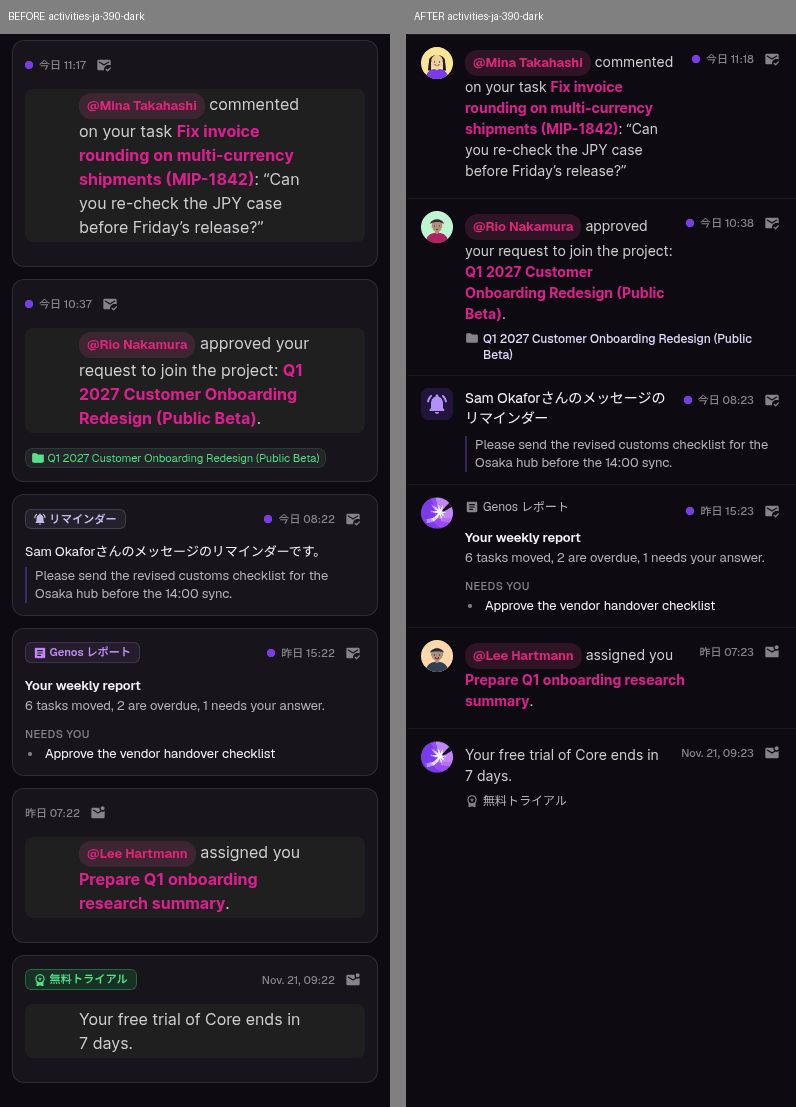 BEFORE activities-ja-390-dark
今日 11:17
@Mina Takahashi commented
on your task Fix invoice
rounding on multi-currency
shipments (MIP-1842): “Can
you re-check the JPY case
before Friday’s release?”
今日 10:37
@Rio Nakamura approved your
request to join the project: Q1
2027 Customer Onboarding
Redesign (Public Beta).
Q1 2027 Customer Onboarding Redesign (Public Beta)
リマインダー
今日 08:22
Sam Okaforさんのメッセージのリマインダーです。
Please send the revised customs checklist for the
Osaka hub before the 14:00 sync.
Genos レポート
昨日 15:22
Your weekly report
6 tasks moved, 2 are overdue, 1 needs your answer.
NEEDS YOU
• Approve the vendor handover checklist
昨日 07:22
@Lee Hartmann assigned you
Prepare Q1 onboarding
research summary.
無料トライアル
Nov. 21, 09:22
Your free trial of Core ends in
7 days.
AFTER activities-ja-390-dark
@Mina Takahashi commented
今日 11:18
on your task Fix invoice
rounding on multi-currency
shipments (MIP-1842): “Can
you re-check the JPY case
before Friday’s release?”
@Rio Nakamura approved
今日 10:38
your request to join the project:
Q1 2027 Customer
Onboarding Redesign (Public
Beta).
Q1 2027 Customer Onboarding Redesign (Public
Beta)
Sam Okaforさんのメッセージの
今日 08:23
リマインダー
Please send the revised customs checklist for the
Osaka hub before the 14:00 sync.
Genos レポート
昨日 15:23
Your weekly report
6 tasks moved, 2 are overdue, 1 needs your answer.
NEEDS YOU
• Approve the vendor handover checklist
@Lee Hartmann assigned you
昨日 07:23
Prepare Q1 onboarding research
summary.
Your free trial of Core ends in
Nov. 21, 09:23
7 days.
無料トライアル